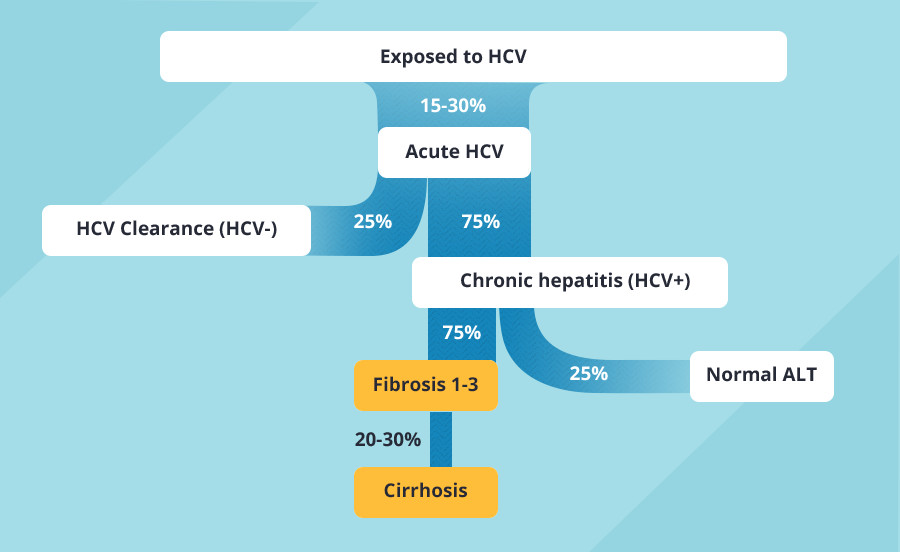 Exposed to HCV
15-30%
Acute HCV
HCV Clearance (HCV-)
25%
75%
Chronic hepatitis (HCV+)
75%
Fibrosis 1-3
25%
Normal ALT
20-30%
Cirrhosis